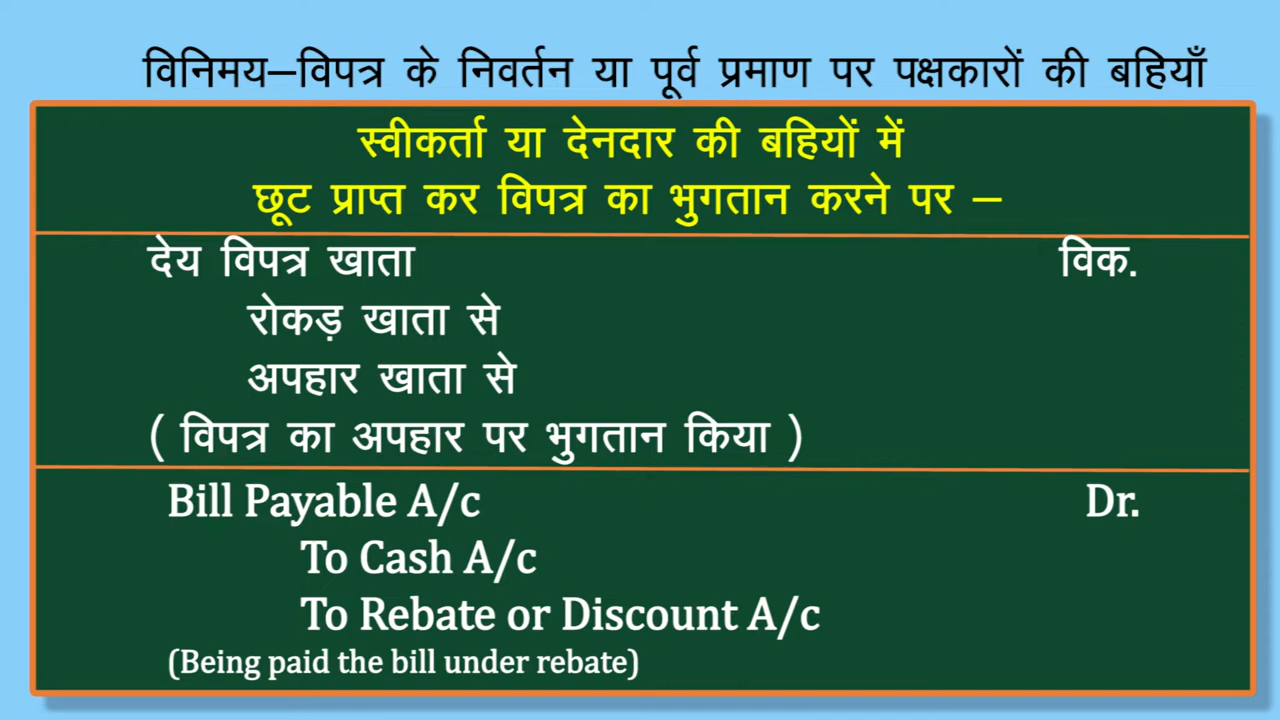 विनिमय–विपत्र के निवर्तन या पूर्व प्रमाण पर पक्षकारों की बहियाँ
स्वीकर्ता या देनदार की बहियों में
छूट प्राप्त कर विपत्र का भुगतान करने पर –
देय विपत्र खाता विक.
रोकड़ खाता से
अपहार खाता से
( विपत्र का अपहार पर भुगतान किया )
Bill Payable A/c Dr.
To Cash A/c
To Rebate or Discount A/c
(Being paid the bill under rebate)